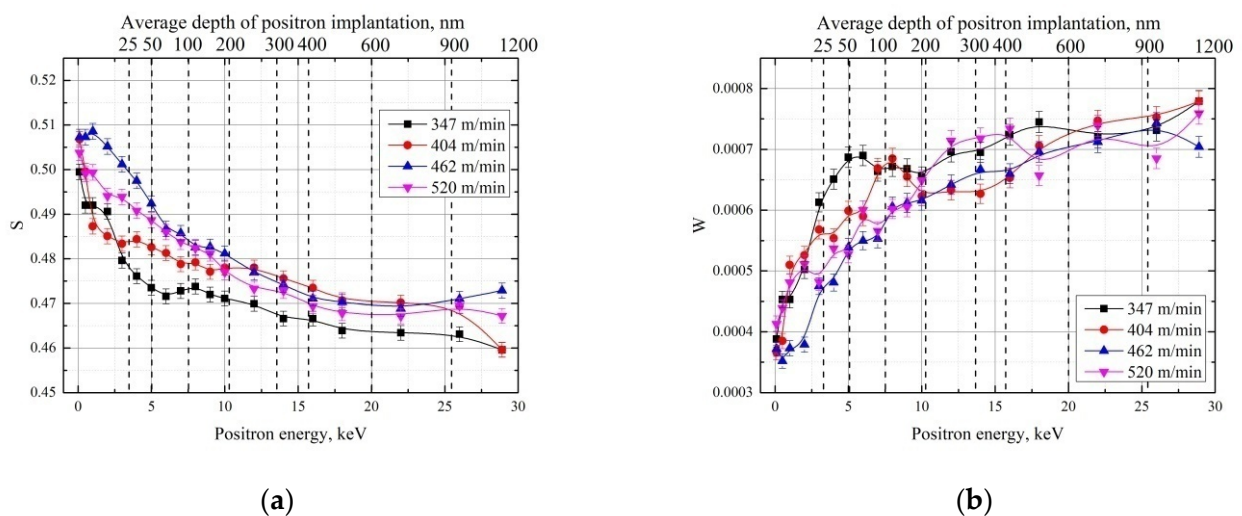 Average depth of positron implantation, nm
25 50 100 200 300 400 600 900 1200
0.52
0.51
0.50
0.49
0.48
0.47
0.46
0.45
S
347 m/min
404 m/min
462 m/min
520 m/min
0 5 10 15 20 25 30
Positron energy, keV
(a)
Average depth of positron implantation, nm
25 50 100 200 300 400 600 900 1200
0.0008
0.0007
0.0006
0.0005
0.0004
0.0003
W
347 m/min
404 m/min
462 m/min
520 m/min
0 5 10 15 20 25 30
Positron energy, keV
(b)